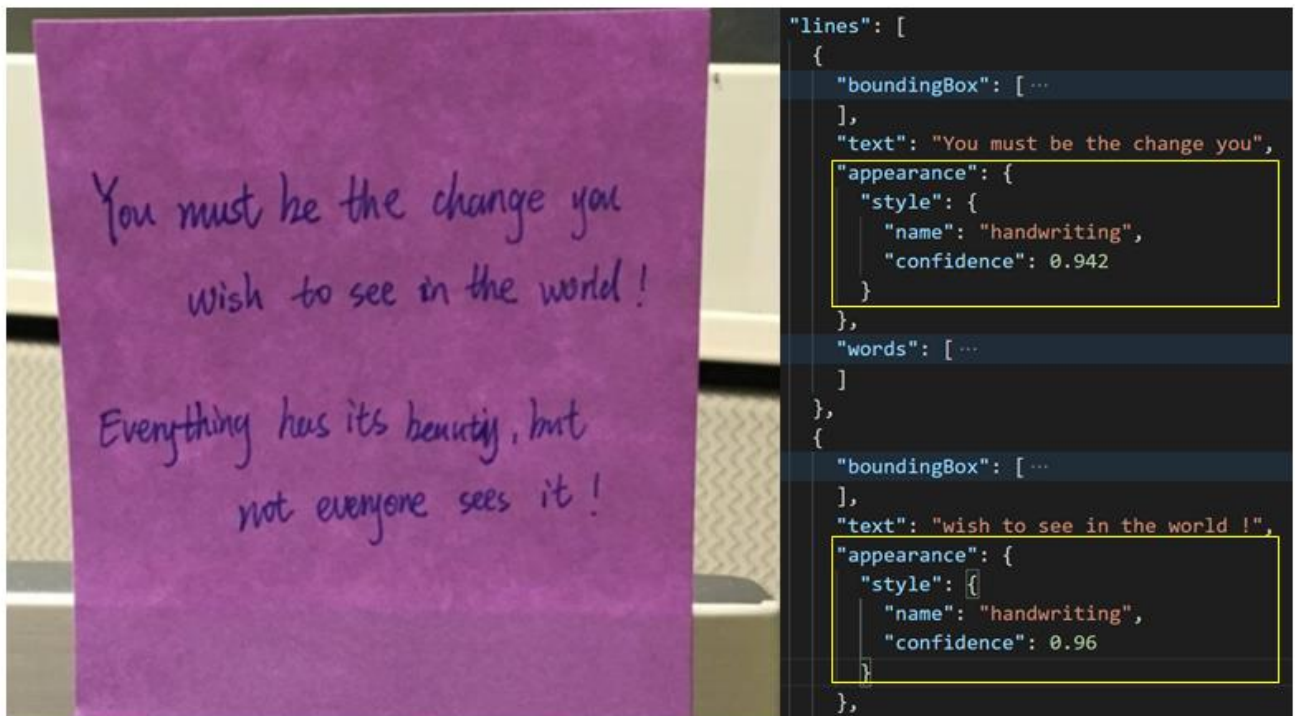 You must be the change you
wish to see in the world !
Everything has its beauty, but
not everyone sees it !
"lines": [
{
"boundingBox": [ ···
],
"text": "You must be the change you",
"appearance": {
"style": {
"name": "handwriting",
"confidence": 0.942
}
},
"words": [ ···
]
},
{
"boundingBox": [ ···
],
"text": "wish to see in the world !",
"appearance": {
"style": {
"name": "handwriting",
"confidence": 0.96
}
},